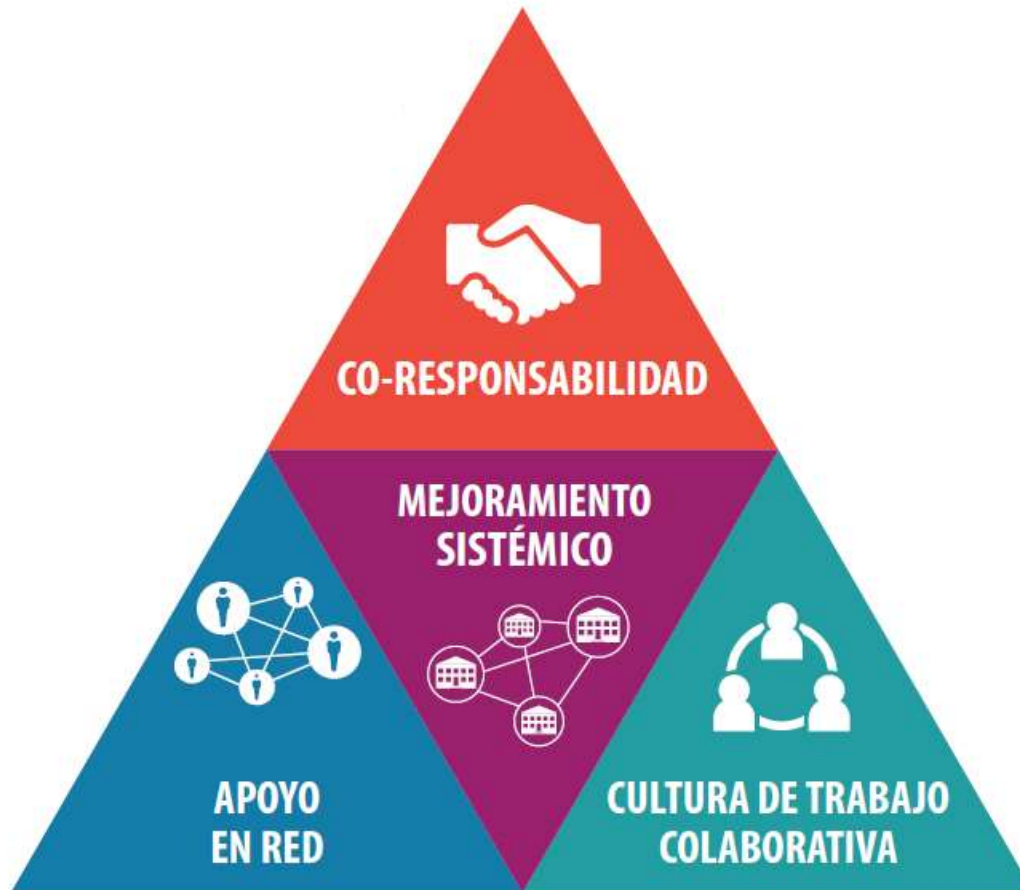 CO-RESPONSABILIDAD
MEJORAMIENTO
SISTÉMICO
APOYO
EN RED
CULTURA DE TRABAJO
COLABORATIVA